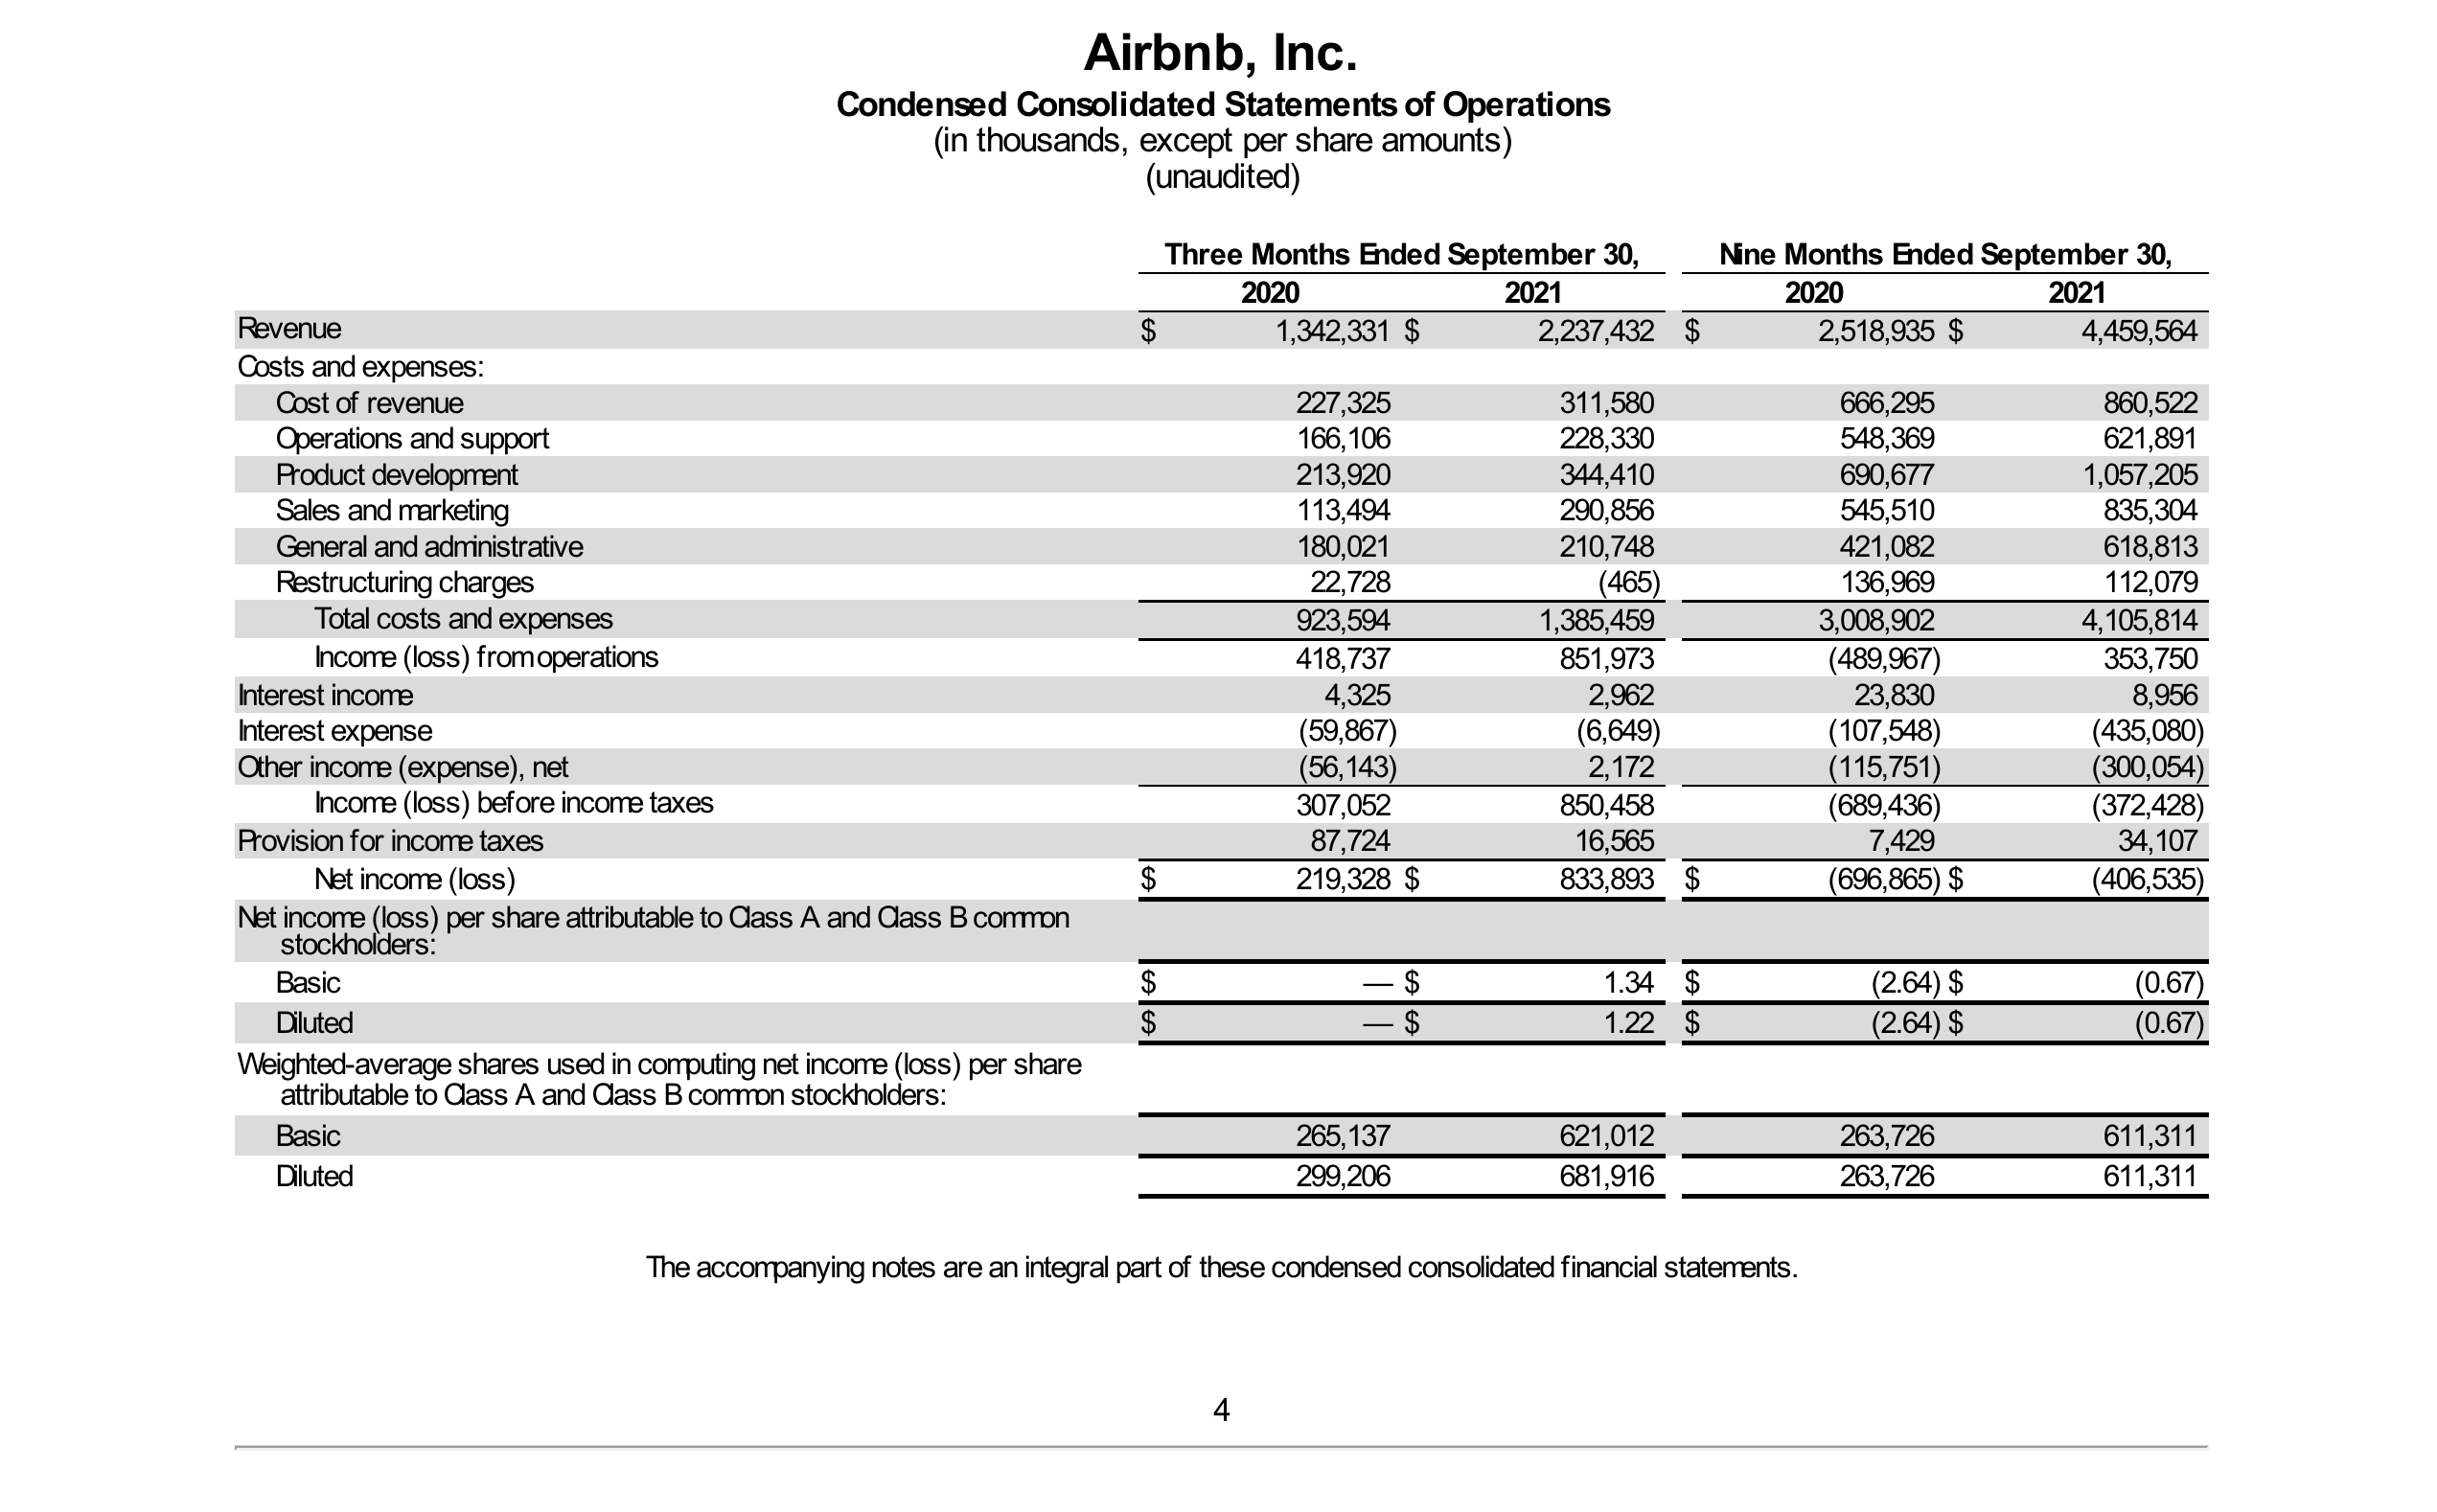 Airbnb, Inc.
Condensed Consolidated Statements of Operations
(in thousands, except per share amounts)
(unaudited)
Three Months Ended September 30, Nine Months Ended September 30,
2020 2021 2020 2021
Revenue $ 1,342,331 $ 2,237,432 $ 2,518,935 $ 4,459,564
Costs and expenses:
Cost of revenue 227,325 311,580 666,295 860,522
Operations and support 166,106 228,330 548,369 621,891
Product development 213,920 344,410 690,677 1,057,205
Sales and marketing 113,494 290,856 545,510 835,304
General and administrative 180,021 210,748 421,082 618,813
Restructuring charges 22,728 (465) 136,969 112,079
Total costs and expenses 923,594 1,385,459 3,008,902 4,105,814
Income (loss) from operations 418,737 851,973 (489,967) 353,750
Interest income 4,325 2,962 23,830 8,956
Interest expense (59,867) (6,649) (107,548) (435,080)
Other income (expense), net (56,143) 2,172 (115,751) (300,054)
Income (loss) before income taxes 307,052 850,458 (689,436) (372,428)
Provision for income taxes 87,724 16,565 7,429 34,107
Net income (loss) $ 219,328 $ 833,893 $ (696,865) $ (406,535)
Net income (loss) per share attributable to Class A and Class B common
stockholders:
Basic $ — $ 1.34 $ (2.64) $ (0.67)
Diluted $ — $ 1.22 $ (2.64) $ (0.67)
Weighted-average shares used in computing net income (loss) per share
attributable to Class A and Class B common stockholders:
Basic 265,137 621,012 263,726 611,311
Diluted 299,206 681,916 263,726 611,311
The accompanying notes are an integral part of these condensed consolidated financial statements.
4